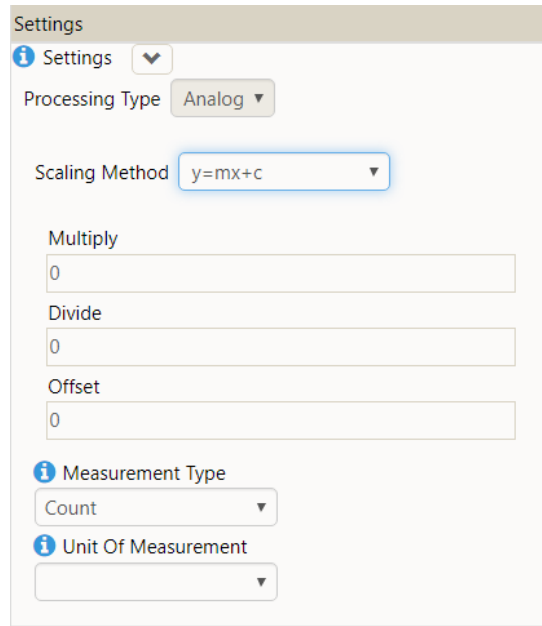 Settings
Settings
Processing Type Analog
Scaling Method y=mx+c
Multiply
0
Divide
0
Offset
0
Measurement Type
Count
Unit Of Measurement